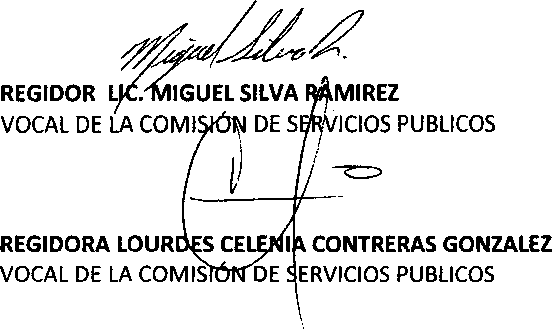 Miguel Silva R.
REGIDOR LIC. MIGUEL SILVA RAMIREZ
VOCAL DE LA COMISIÓN DE SERVICIOS PUBLICOS
REGIDORA LOURDES CELENIA CONTRERAS GONZALEZ
VOCAL DE LA COMISIÓN DE SERVICIOS PUBLICOS